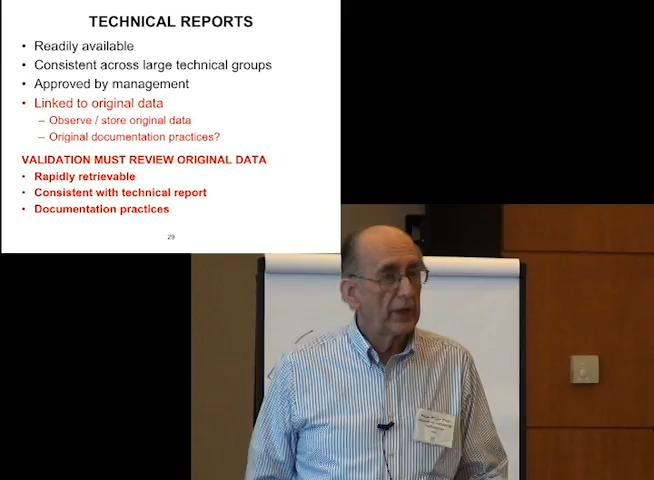 TECHNICAL REPORTS
• Readily available
• Consistent across large technical groups
• Approved by management
• Linked to original data
– Observe / store original data
– Original documentation practices?
VALIDATION MUST REVIEW ORIGINAL DATA
• Rapidly retrievable
• Consistent with technical report
• Documentation practices
29